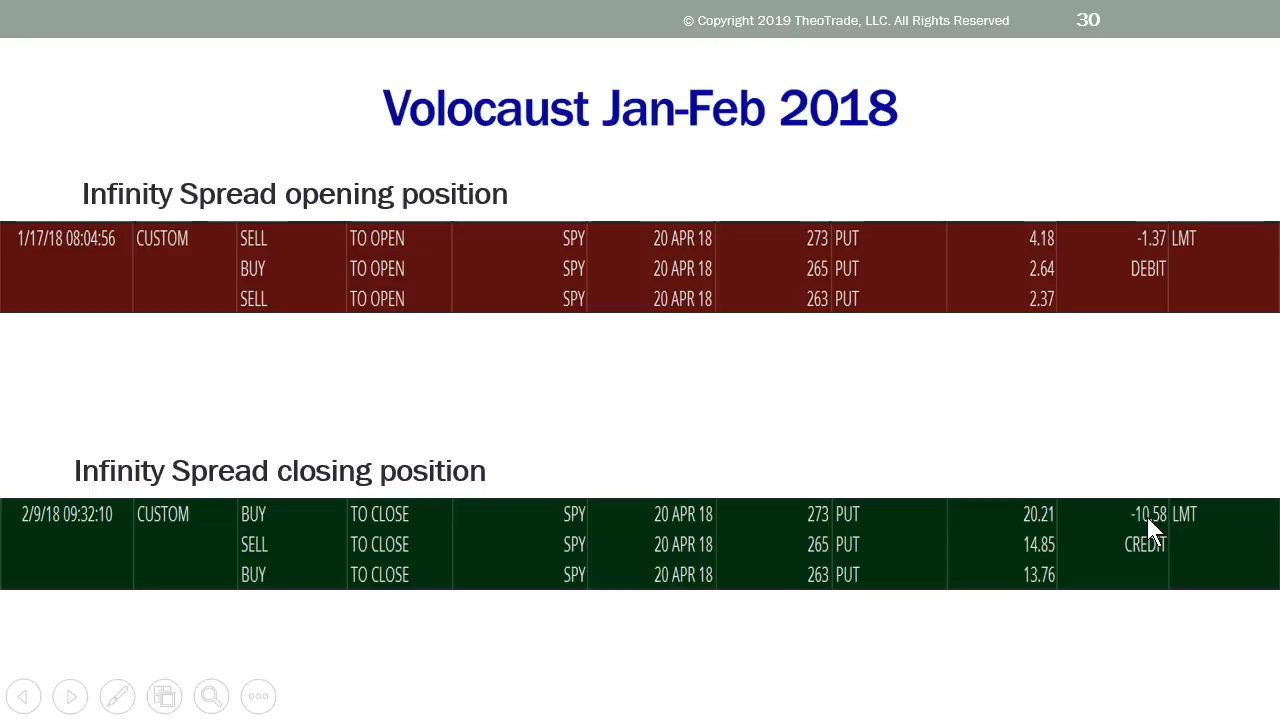 © Copyright 2019 TheoTrade, LLC. All Rights Reserved 30
Volocaust Jan-Feb 2018
Infinity Spread opening position
1/17/18 08:04:56 CUSTOM SELL TO OPEN SPY 20 APR 18 273 PUT 4.18 -1.37 LMT
BUY TO OPEN SPY 20 APR 18 265 PUT 2.64 DEBIT
SELL TO OPEN SPY 20 APR 18 263 PUT 2.37
Infinity Spread closing position
2/9/18 09:32:10 CUSTOM BUY TO CLOSE SPY 20 APR 18 273 PUT 20.21 -10.58 LMT
SELL TO CLOSE SPY 20 APR 18 265 PUT 14.85 CREDIT
BUY TO CLOSE SPY 20 APR 18 263 PUT 13.76